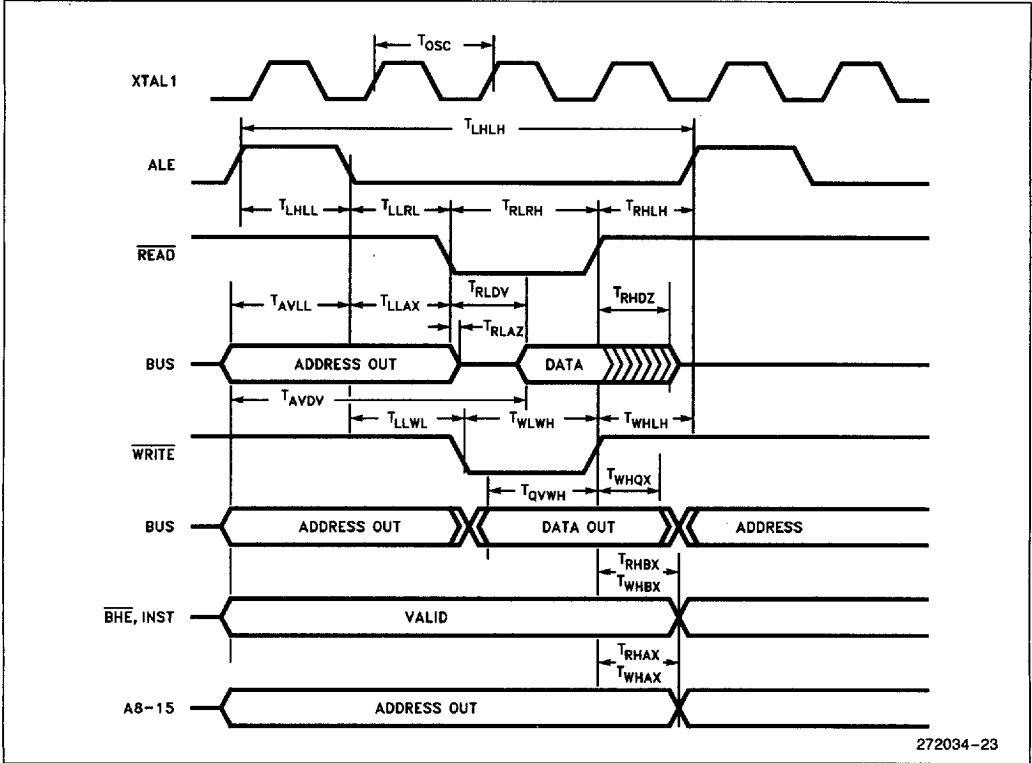 T_OSC
XTAL1
T_LHLH
ALE
T_LHLL T_LLRL T_RLRH T_RHLH
READ
T_AVLL T_LLAX T_RLDV T_RHDZ
T_RLAZ
BUS ADDRESS OUT DATA
T_AVDV
T_LLWL T_WLWH T_WHLH
WRITE
T_QVWH T_WHQX
BUS ADDRESS OUT DATA OUT ADDRESS
T_RHBX
T_WHBX
BHE, INST VALID
T_RHAX
T_WHAX
A8-15 ADDRESS OUT
272034-23